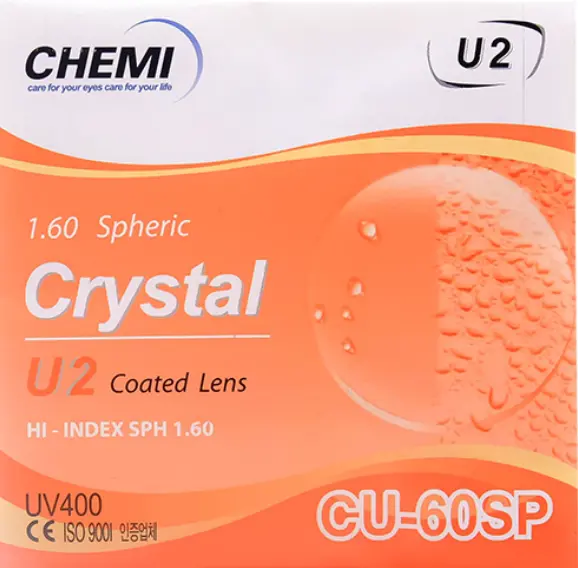 CHEMI
care for your eyes care for your life
U2
1.60 Spheric
Crystal
U2 Coated Lens
HI - INDEX SPH 1.60
UV400
CE ISO 9001 인증업체
CU-60SP